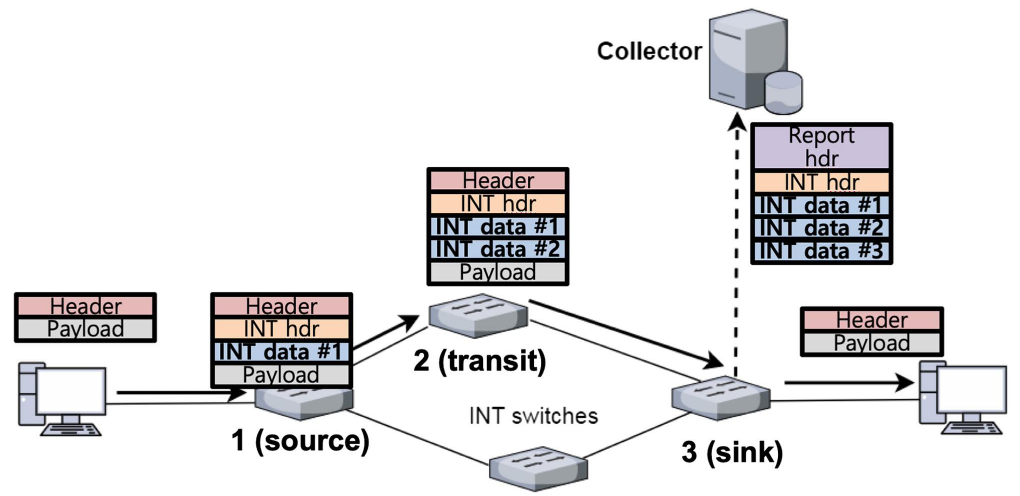 Collector
Report
hdr
INT hdr
INT data #1
INT data #2
INT data #3
Header
INT hdr
INT data #1
INT data #2
Payload
Header
Payload
Header
INT hdr
INT data #1
Payload
Header
Payload
2 (transit)
INT switches
1 (source)
3 (sink)